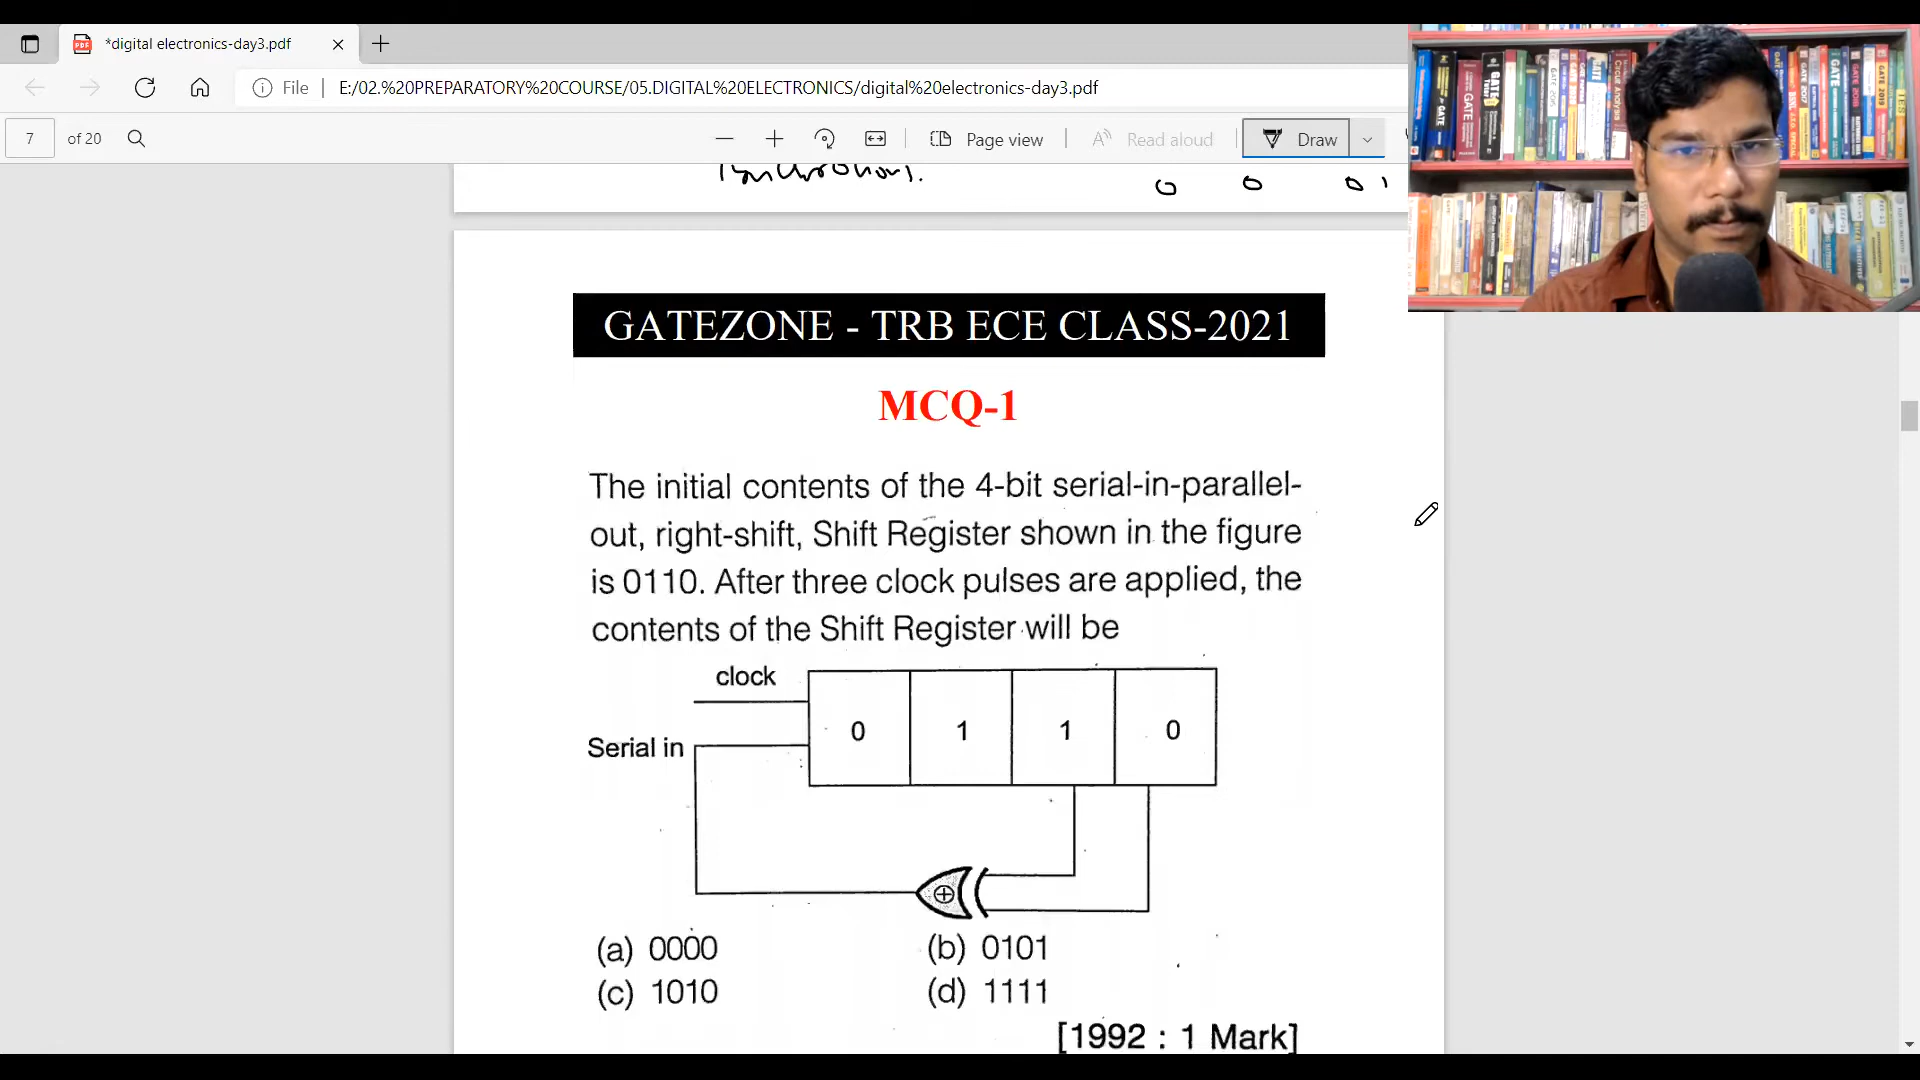 *digital electronics-day3.pdf
File E:/02.%20PREPARATORY%20COURSE/05.DIGITAL%20ELECTRONICS/digital%20electronics-day3.pdf
7 of 20 Page view Read aloud Draw
0 0 0 1
GATEZONE - TRB ECE CLASS-2021
MCQ-1
The initial contents of the 4-bit serial-in-parallel-
out, right-shift, Shift Register shown in the figure
is 0110. After three clock pulses are applied, the
contents of the Shift Register will be
clock
Serial in
0 1 1 0
(a) 0000 (b) 0101
(c) 1010 (d) 1111
[1992 : 1 Mark]